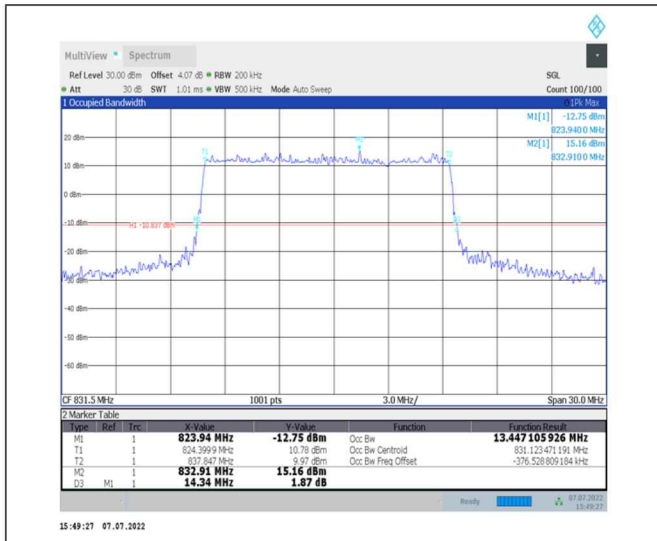 MultiView Spectrum
Ref Level 30.00 dBm Offset 4.07 dB RBW 200 kHz SGL
Att 30 dB SWT 1.01 ms VBW 500 kHz Mode Auto Sweep Count 100/100
1 Occupied Bandwidth 1Pk Max
M1[1] -12.75 dBm
823.9400 MHz
M2[1] 15.16 dBm
832.9100 MHz
20 dBm
10 dBm
0 dBm
-10 dBm
H1 -10.837 dBm
-20 dBm
-30 dBm
-50 dBm
-60 dBm
CF 831.5 MHz 1001 pts 3.0 MHz/ Span 30.0 MHz
2 Marker Table
Type Ref Trc X-Value Y-Value Function Function Result
M1 1 823.94 MHz -12.75 dBm Occ Bw 13.447 105 926 MHz
T1 1 824.3999 MHz 10.78 dBm Occ Bw Centroid 831.123 471 191 MHz
T2 1 837.847 MHz 9.97 dBm Occ Bw Freq Offset -376.528 809 184 kHz
M2 1 832.91 MHz 15.16 dBm
D3 M1 1 14.34 MHz 1.87 dB
Ready 07.07.2022
15:49:27
15:49:27 07.07.2022